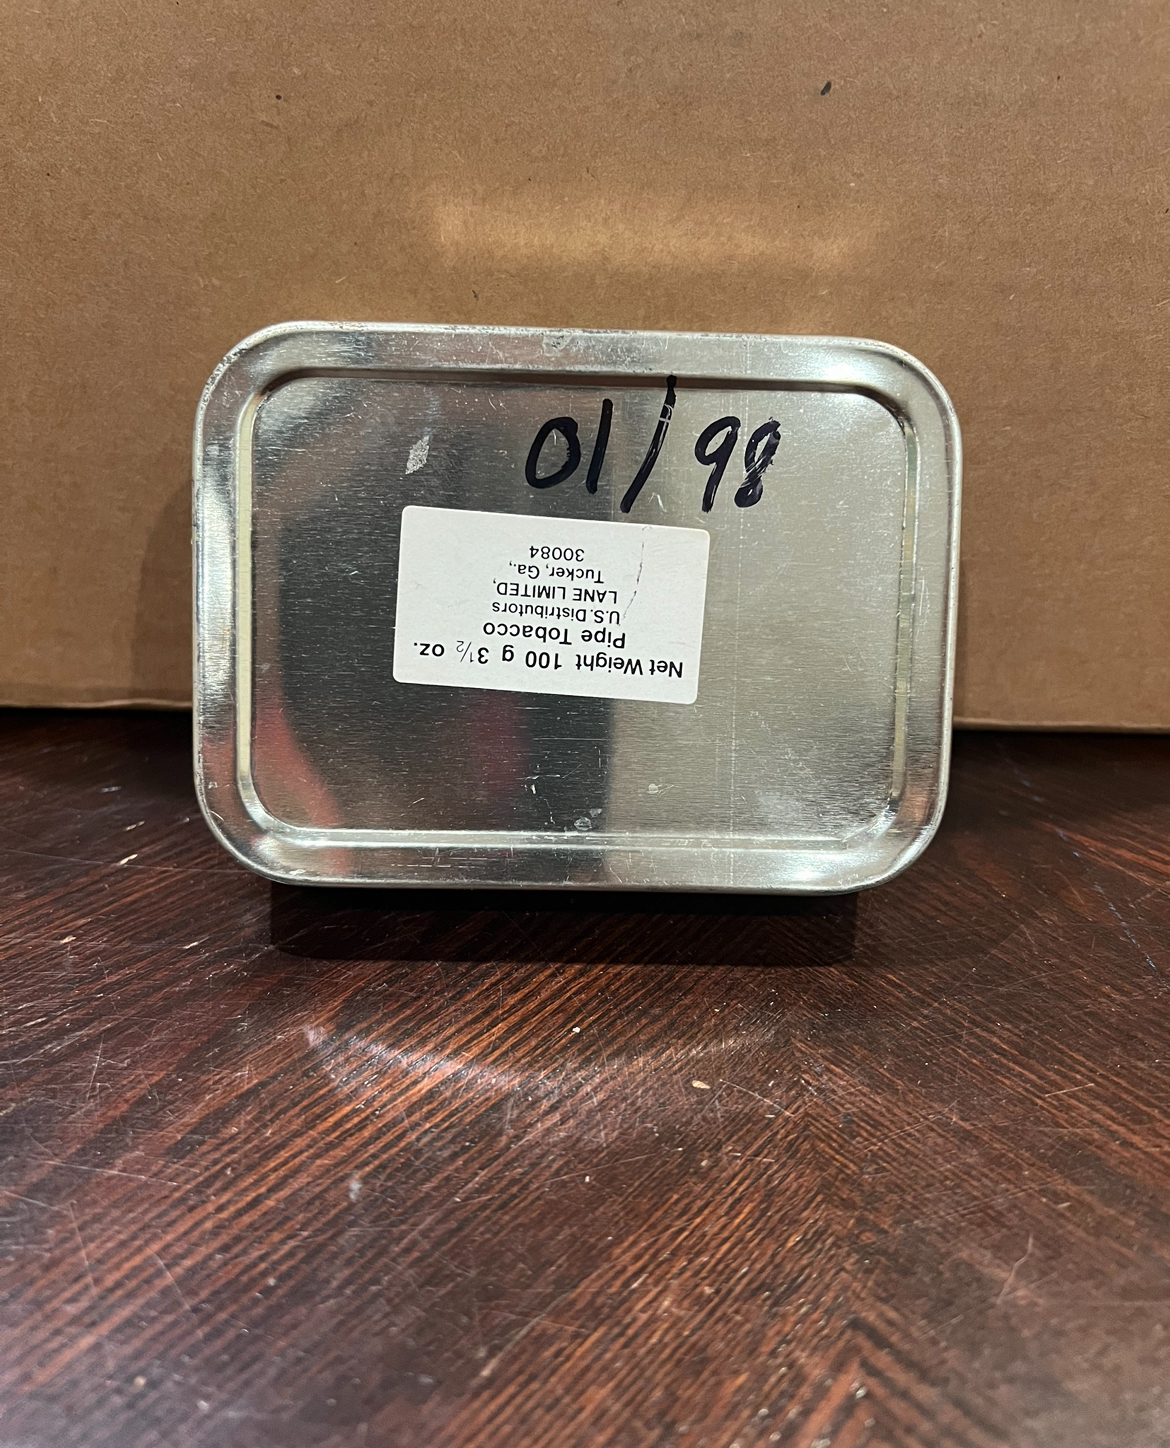 01/98
Net Weight 100 g 3½ oz.
Pipe Tobacco
U.S. Distributors
LANE LIMITED,
Tucker, Ga.,
30084